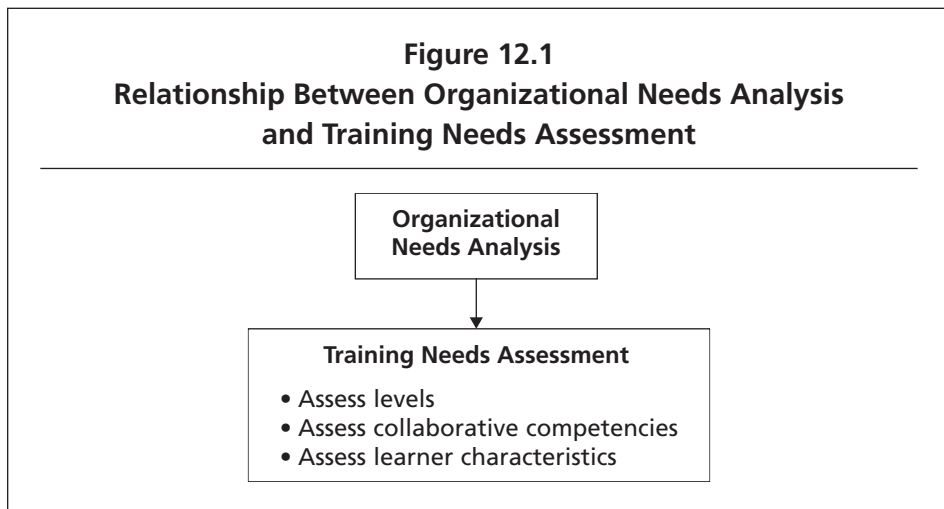 Figure 12.1
Relationship Between Organizational Needs Analysis
and Training Needs Assessment
Organizational
Needs Analysis
Training Needs Assessment
• Assess levels
• Assess collaborative competencies
• Assess learner characteristics